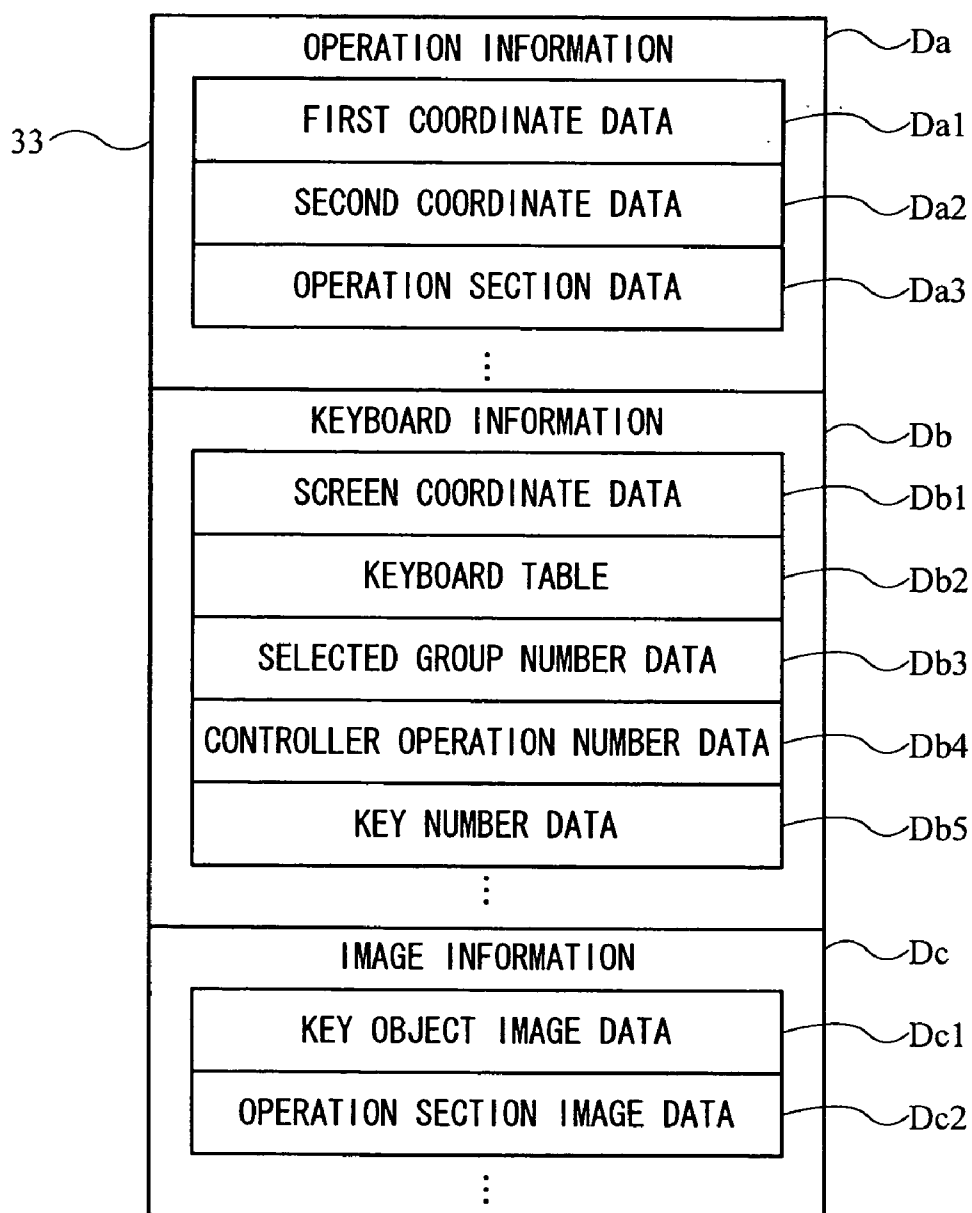 OPERATION INFORMATION Da
FIRST COORDINATE DATA Da1
33
SECOND COORDINATE DATA Da2
OPERATION SECTION DATA Da3
⋮
KEYBOARD INFORMATION Db
SCREEN COORDINATE DATA Db1
KEYBOARD TABLE Db2
SELECTED GROUP NUMBER DATA Db3
CONTROLLER OPERATION NUMBER DATA Db4
KEY NUMBER DATA Db5
⋮
IMAGE INFORMATION Dc
KEY OBJECT IMAGE DATA Dc1
OPERATION SECTION IMAGE DATA Dc2
⋮